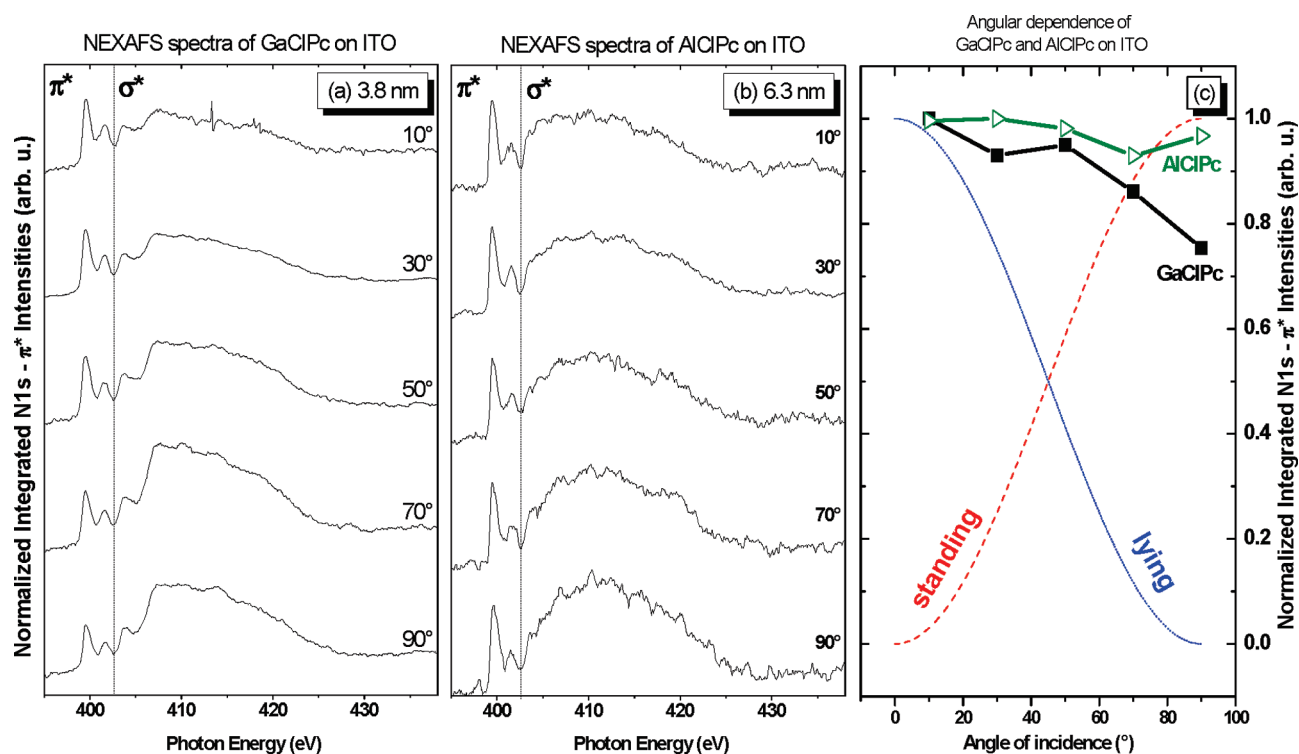 NEXAFS spectra of GaClPc on ITO
NEXAFS spectra of AlClPc on ITO
Angular dependence of
GaClPc and AlClPc on ITO
Normalized Integrated N1s - π* Intensities (arb. u.)
π* σ*
(a) 3.8 nm
10°
30°
50°
70°
90°
400 410 420 430
Photon Energy (eV)
π* σ*
(b) 6.3 nm
10°
30°
50°
70°
90°
400 410 420 430
Photon Energy (eV)
(c)
AlClPc
GaClPc
standing
lying
1.0
0.8
0.6
0.4
0.2
0.0
0 20 40 60 80 100
Angle of incidence (°)
Normalized Integrated N1s - π* Intensities (arb. u.)